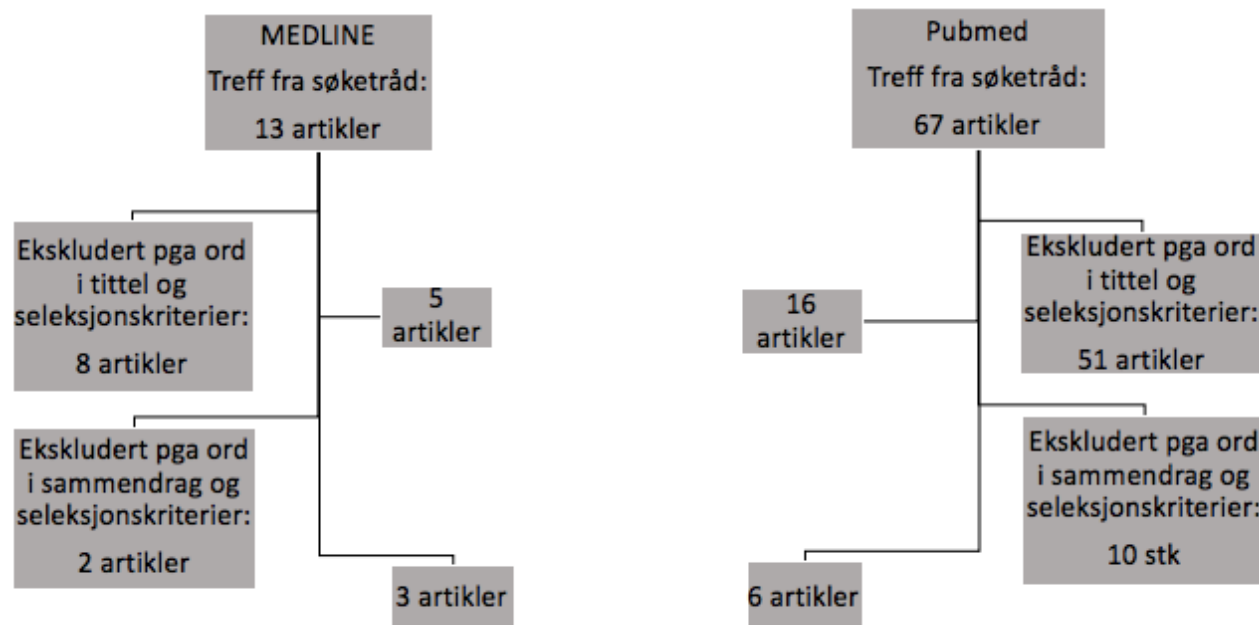 MEDLINE
Treff fra søketråd:
13 artikler
Ekskludert pga ord
i tittel og
seleksjonskriterier:
8 artikler
5
artikler
Ekskludert pga ord
i sammendrag og
seleksjonskriterier:
2 artikler
3 artikler
Pubmed
Treff fra søketråd:
67 artikler
Ekskludert pga ord
i tittel og
seleksjonskriterier:
51 artikler
16
artikler
Ekskludert pga ord
i sammendrag og
seleksjonskriterier:
10 stk
6 artikler